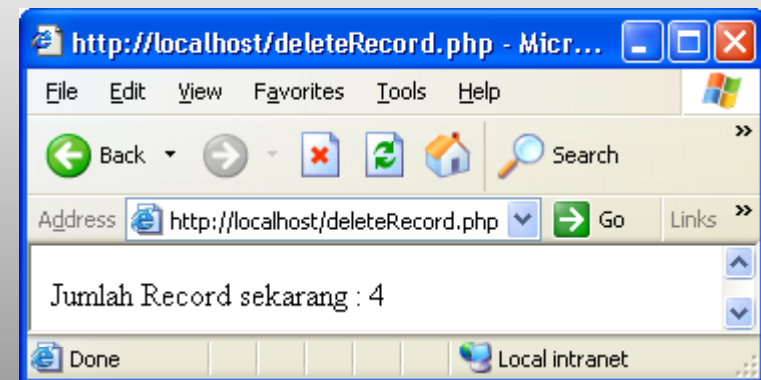 http://localhost/deleteRecord.php - Micr...
File Edit View Favorites Tools Help
Back Search »
Address http://localhost/deleteRecord.php Go Links »
Jumlah Record sekarang : 4
Done Local intranet